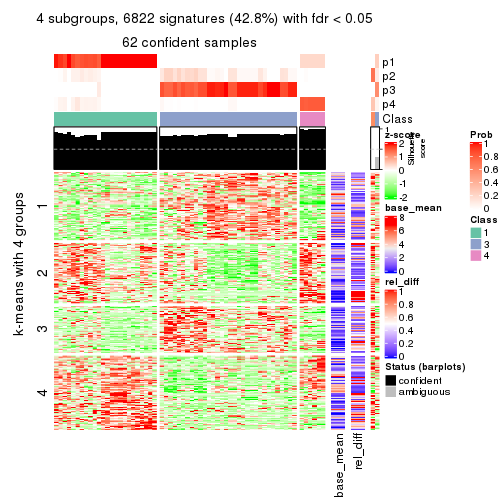 4 subgroups, 6822 signatures (42.8%) with fdr < 0.05
62 confident samples
p1
p2
p3
p4
Class
1
Silhouette
score
k-means with 4 groups
1
2
3
4
base_mean
rel_diff
z-score
2
1
0
-1
-2
base_mean
8
6
4
2
0
rel_diff
1
0.8
0.6
0.4
0.2
0
Status (barplots)
confident
ambiguous
Prob
1
0.8
0.6
0.4
0.2
0
Class
1
3
4